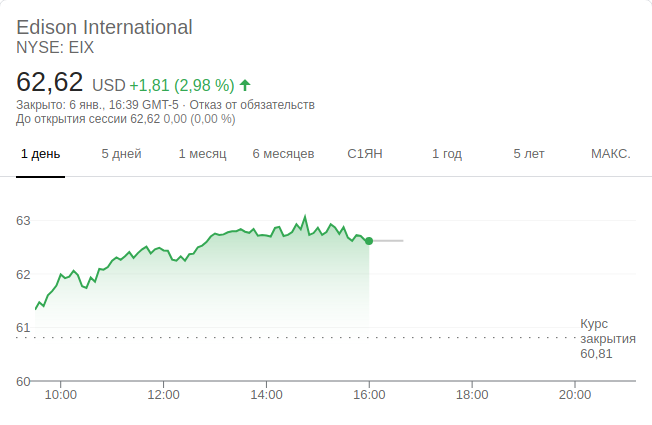 Edison International
NYSE: EIX
62,62 USD +1,81 (2,98 %)
Закрыто: 6 янв., 16:39 GMT-5 · Отказ от обязательств
До открытия сессии 62,62 0,00 (0,00 %)
1 день 5 дней 1 месяц 6 месяцев С1ЯН 1 год 5 лет МАКС.
63
62
61
Курс
закрытия
60,81
60
10:00 12:00 14:00 16:00 18:00 20:00